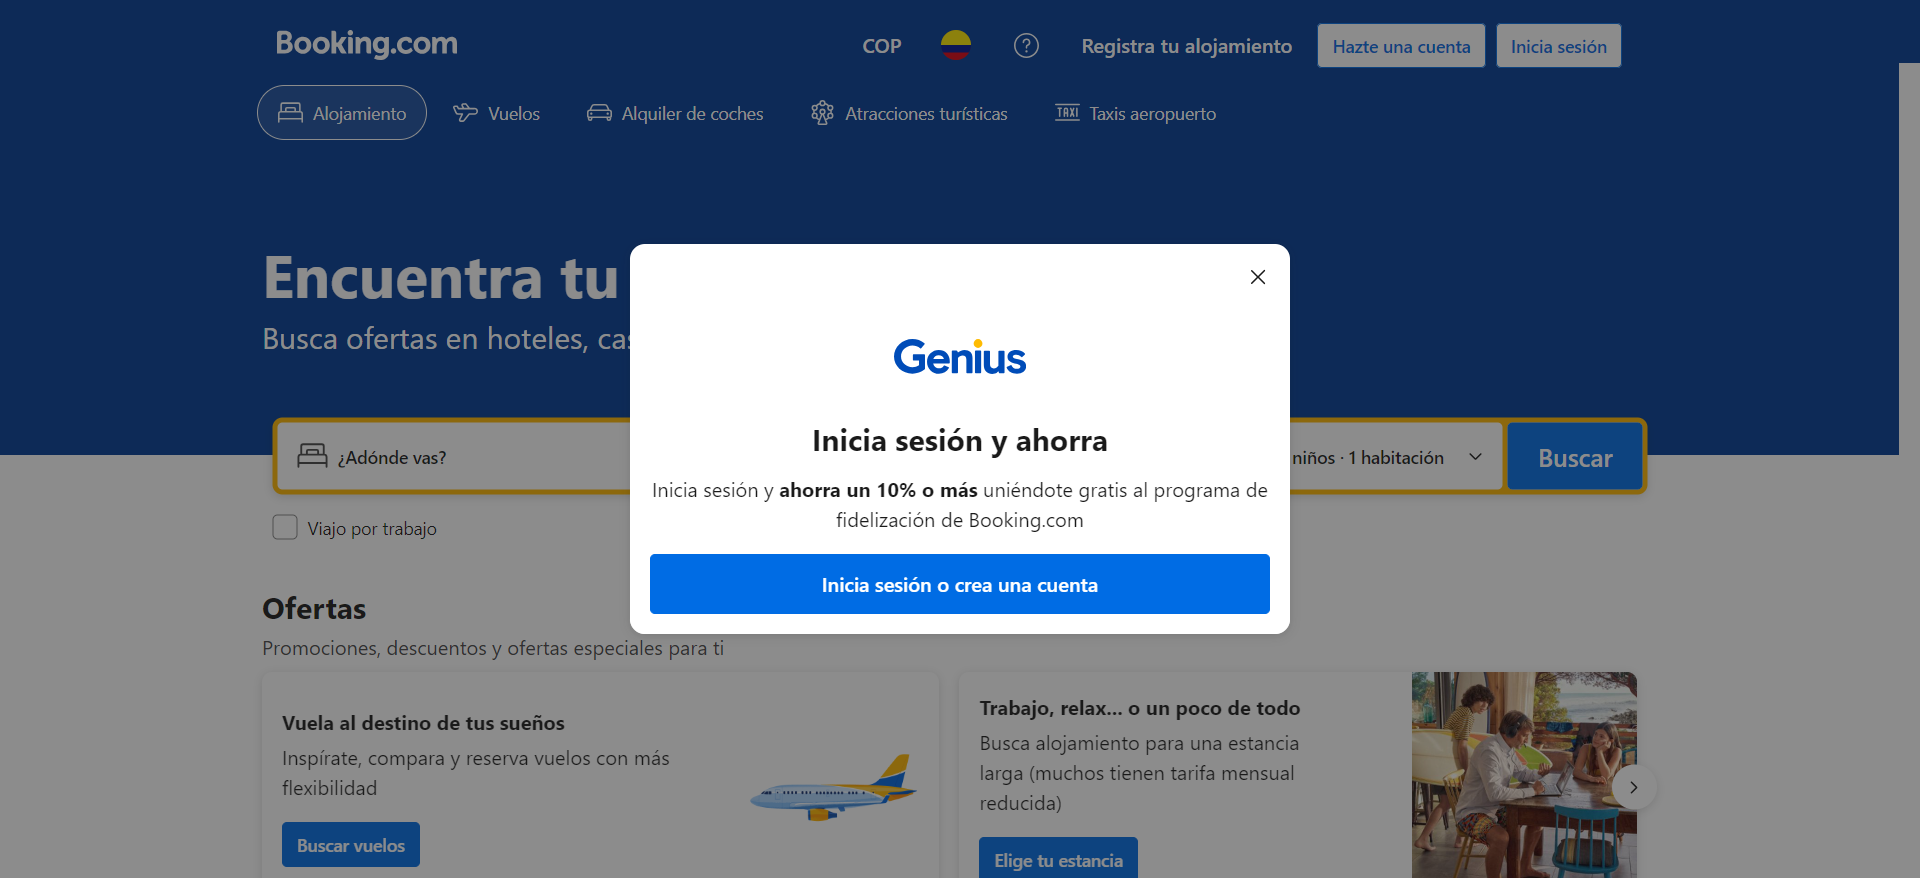 Booking.com
COP
Registra tu alojamiento
Hazte una cuenta
Inicia sesión
Alojamiento
Vuelos
Alquiler de coches
Atracciones turísticas
TAXI
Taxis aeropuerto
Encuentra tu
Busca ofertas en hoteles,
Genius
Inicia sesión y ahorra
Inicia sesión y ahorra un 10% o más uniéndote gratis al programa de
fidelización de Booking.com
Inicia sesión o crea una cuenta
¿Adónde vas?
niños · 1 habitación
Buscar
Viajo por trabajo
Ofertas
Promociones, descuentos y ofertas especiales para ti
Vuela al destino de tus sueños
Inspírate, compara y reserva vuelos con más
flexibilidad
Buscar vuelos
Trabajo, relax... o un poco de todo
Busca alojamiento para una estancia
larga (muchos tienen tarifa mensual
reducida)
Elige tu estancia